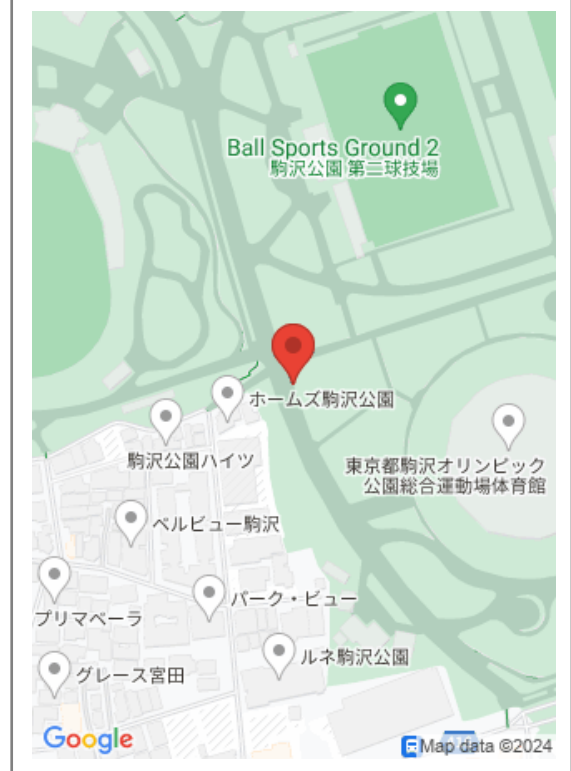 Ball Sports Ground 2
駒沢公園 第二球技場
ホームズ駒沢公園
駒沢公園ハイツ
東京都駒沢オリンピック
公園総合運動場体育館
ベルビュー駒沢
パーク・ビュー
プリマベーラ
ルネ駒沢公園
グレース宮田
Google
Map data ©2024